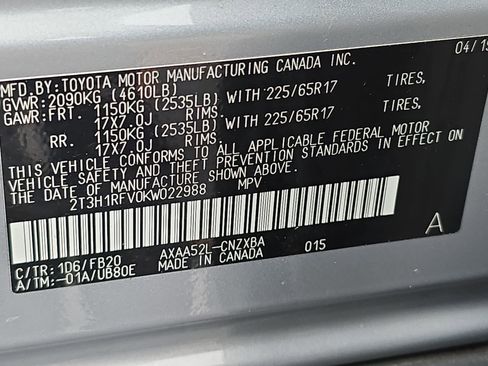 MFD.BY:TOYOTA MOTOR MANUFACTURING CANADA INC. 04/19
GVWR:2090KG (4610LB)
GAWR:FRT. 1150KG (2535LB) WITH 225/65R17 TIRES,
17X7.0J RIMS.
RR. 1150KG (2535LB) WITH 225/65R17 TIRES,
17X7.0J RIMS.
THIS VEHICLE CONFORMS TO ALL APPLICABLE FEDERAL MOTOR
VEHICLE SAFETY AND THEFT PREVENTION STANDARDS IN EFFECT ON
THE DATE OF MANUFACTURE SHOWN ABOVE.
2T3H1RFV0KW022988 MPV
A
C/TR:1D6/FB20 AXAA52L-CNZXBA 015
A/TM:-01A/UB80E MADE IN CANADA